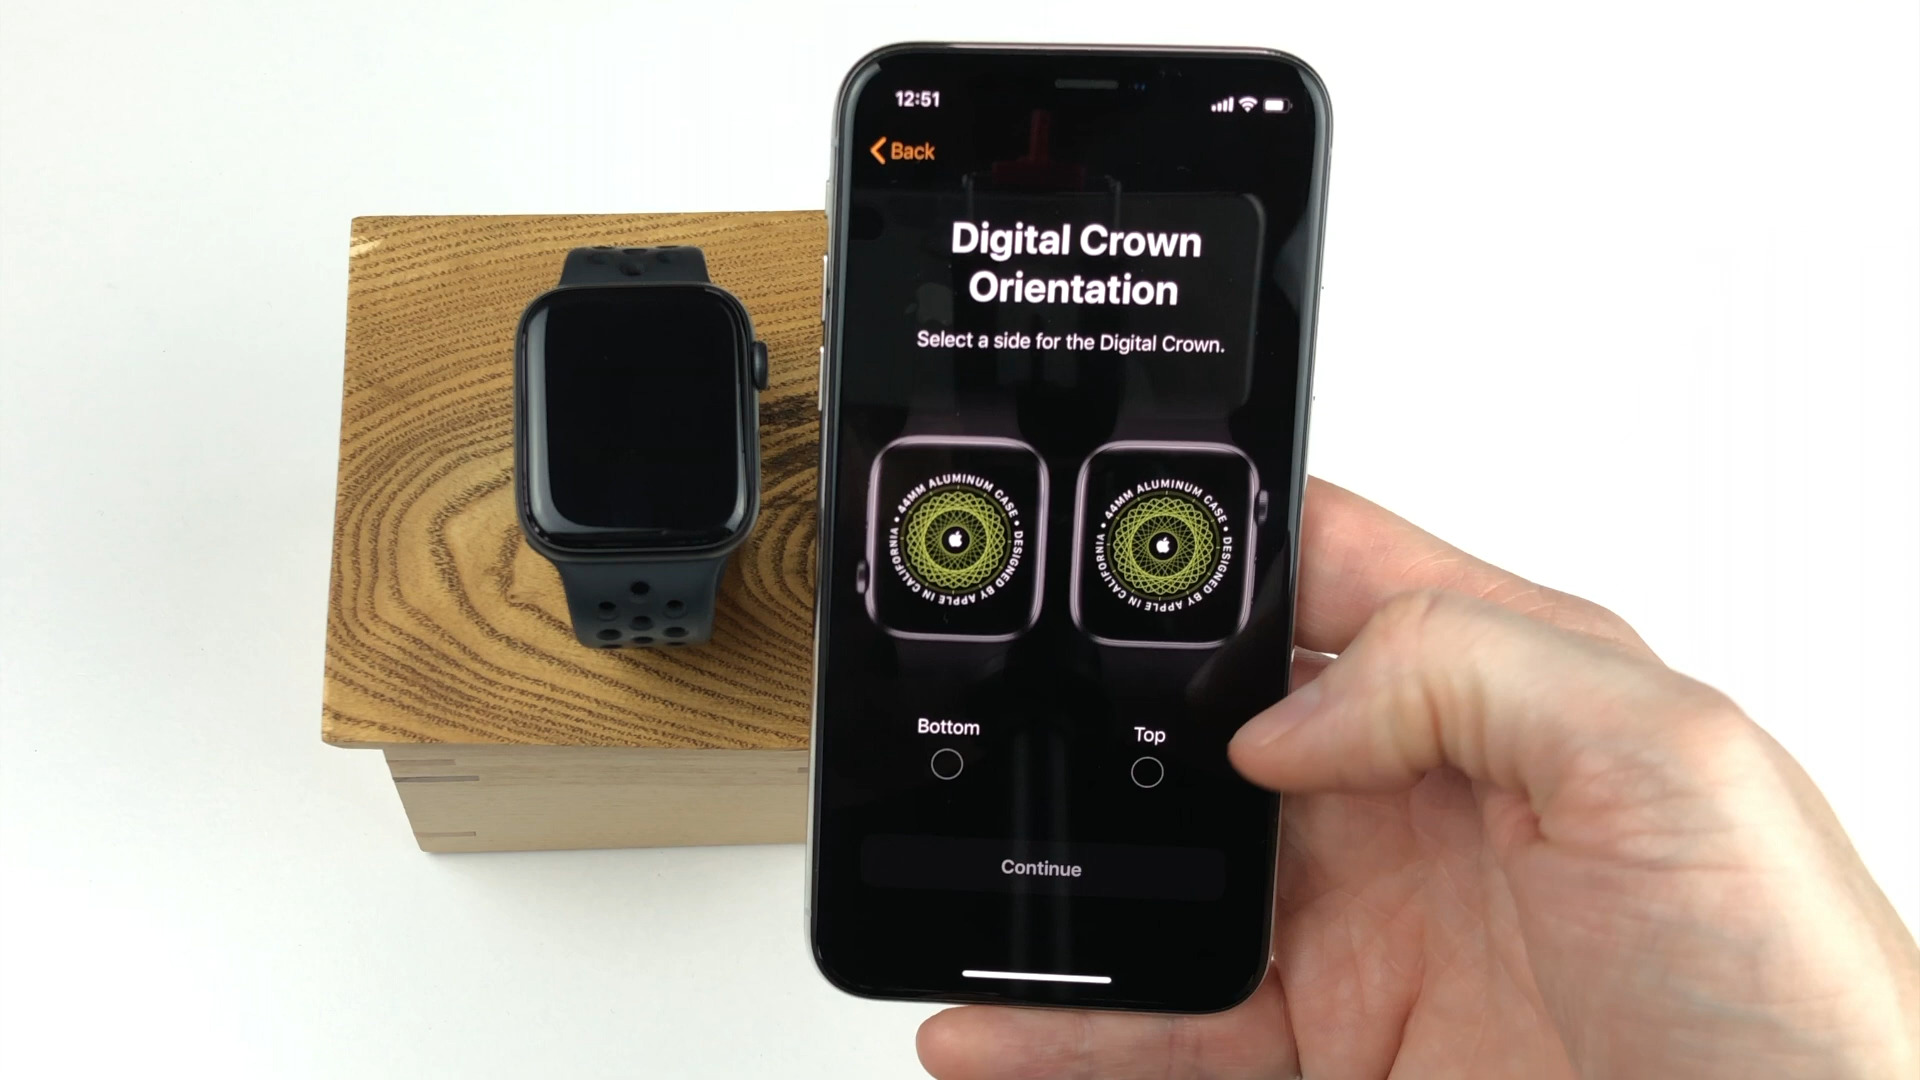 12:51
Back
Digital Crown
Orientation
Select a side for the Digital Crown.
44MM ALUMINUM CASE • DESIGNED BY APPLE IN CALIFORNIA •
44MM ALUMINUM CASE • DESIGNED BY APPLE IN CALIFORNIA •
Bottom
Top
Continue